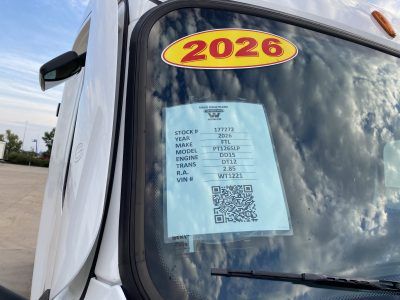 2026
STOCK # 177272
YEAR 2026
MAKE FTL
MODEL PT126SLP
ENGINE DD15
TRANS DT12
R.A. 2.85
VIN # WT1221